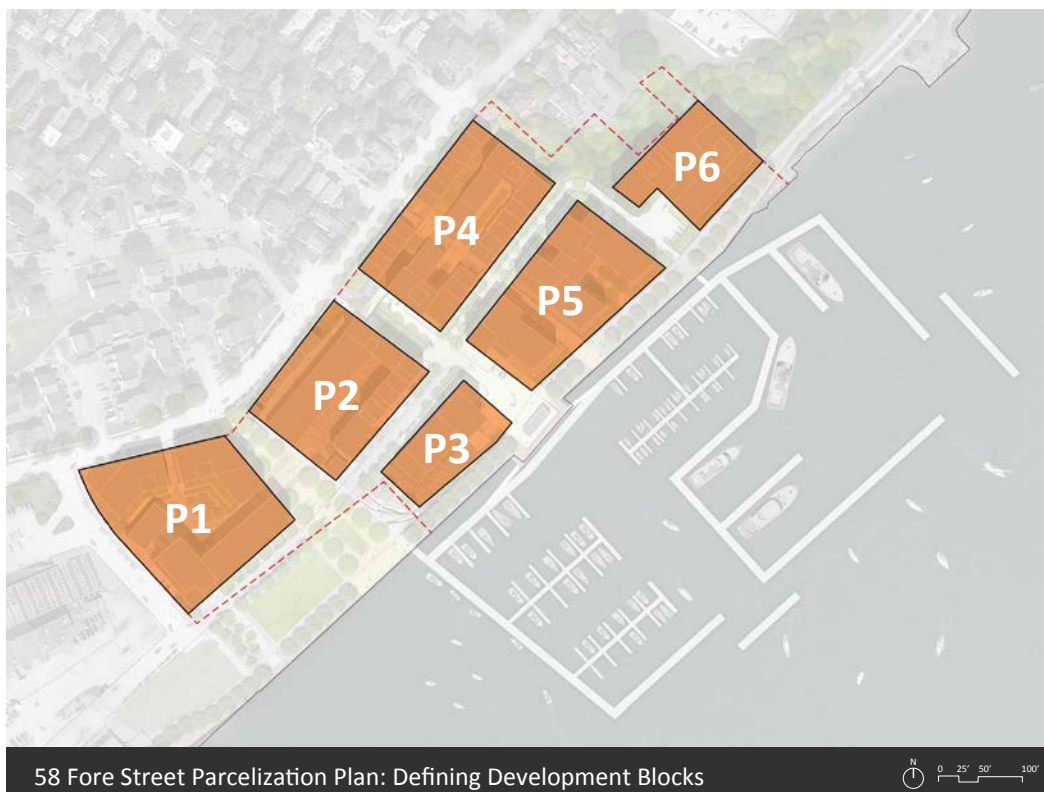 P6
P4
P5
P2
P3
P1
58 Fore Street Parcelization Plan: Defining Development Blocks
N
0 25' 50' 100'